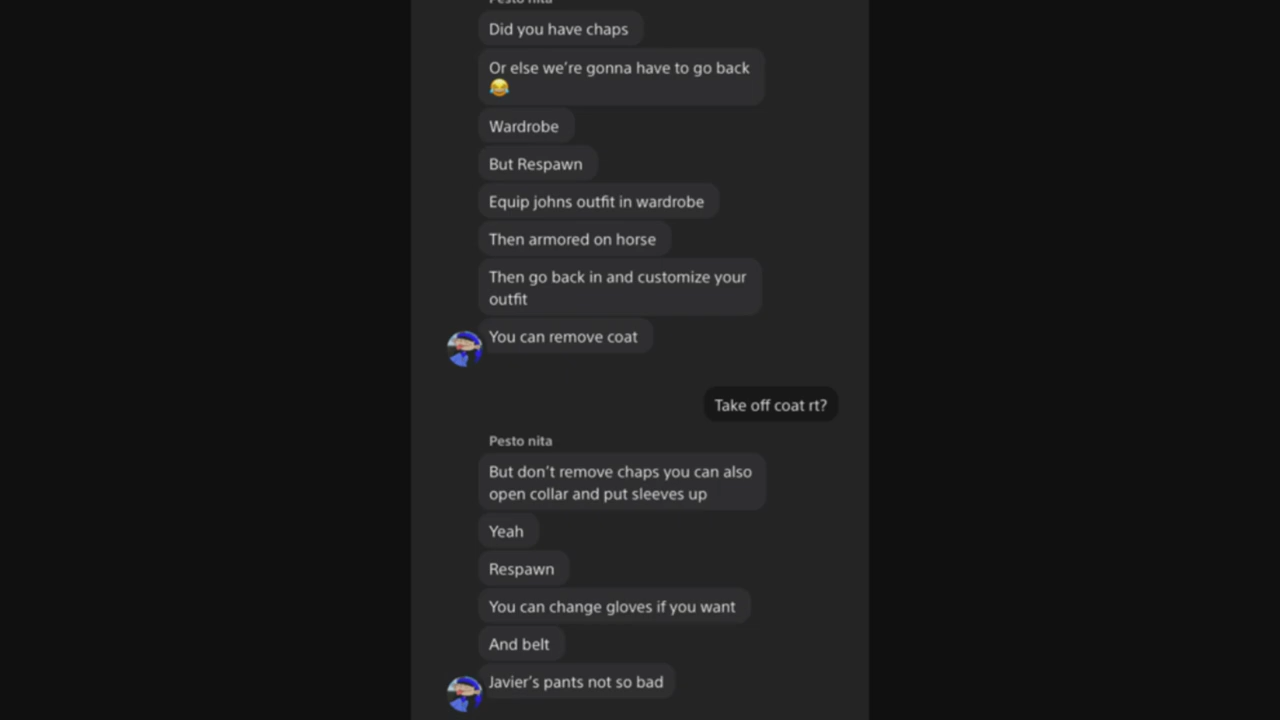 Pesto nita
Did you have chaps
Or else we're gonna have to go back
😂
Wardrobe
But Respawn
Equip johns outfit in wardrobe
Then armored on horse
Then go back in and customize your
outfit
You can remove coat
Take off coat rt?
Pesto nita
But don't remove chaps you can also
open collar and put sleeves up
Yeah
Respawn
You can change gloves if you want
And belt
Javier's pants not so bad